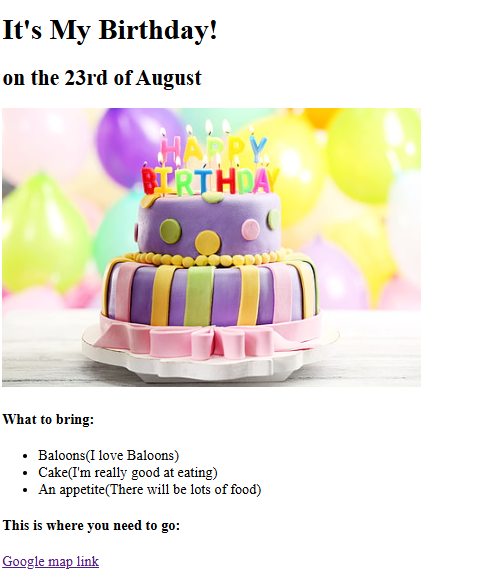 It's My Birthday!
on the 23rd of August
HAPPY
BIRTHDAY
What to bring:
Baloons(I love Baloons)
Cake(I'm really good at eating)
An appetite(There will be lots of food)
This is where you need to go:
Google map link